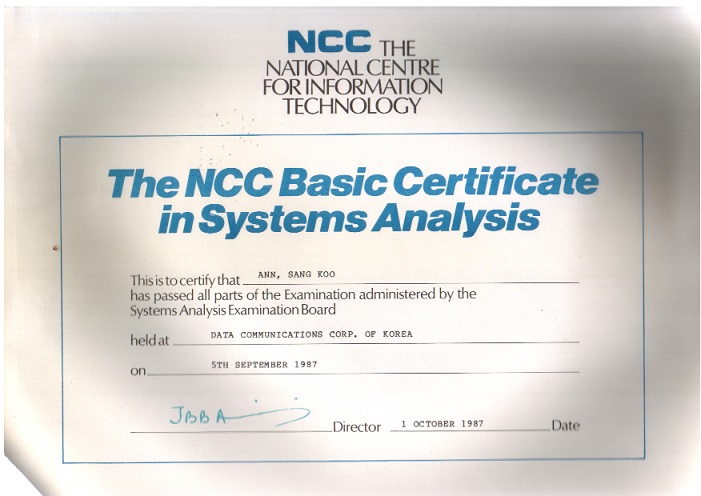 NCC THE
NATIONAL CENTRE
FOR INFORMATION
TECHNOLOGY
The NCC Basic Certificate
in Systems Analysis
This is to certify that ANN, SANG KOO
has passed all parts of the Examination administered by the
Systems Analysis Examination Board
held at DATA COMMUNICATIONS CORP. OF KOREA
on 5TH SEPTEMBER 1987
Director 1 OCTOBER 1987 Date